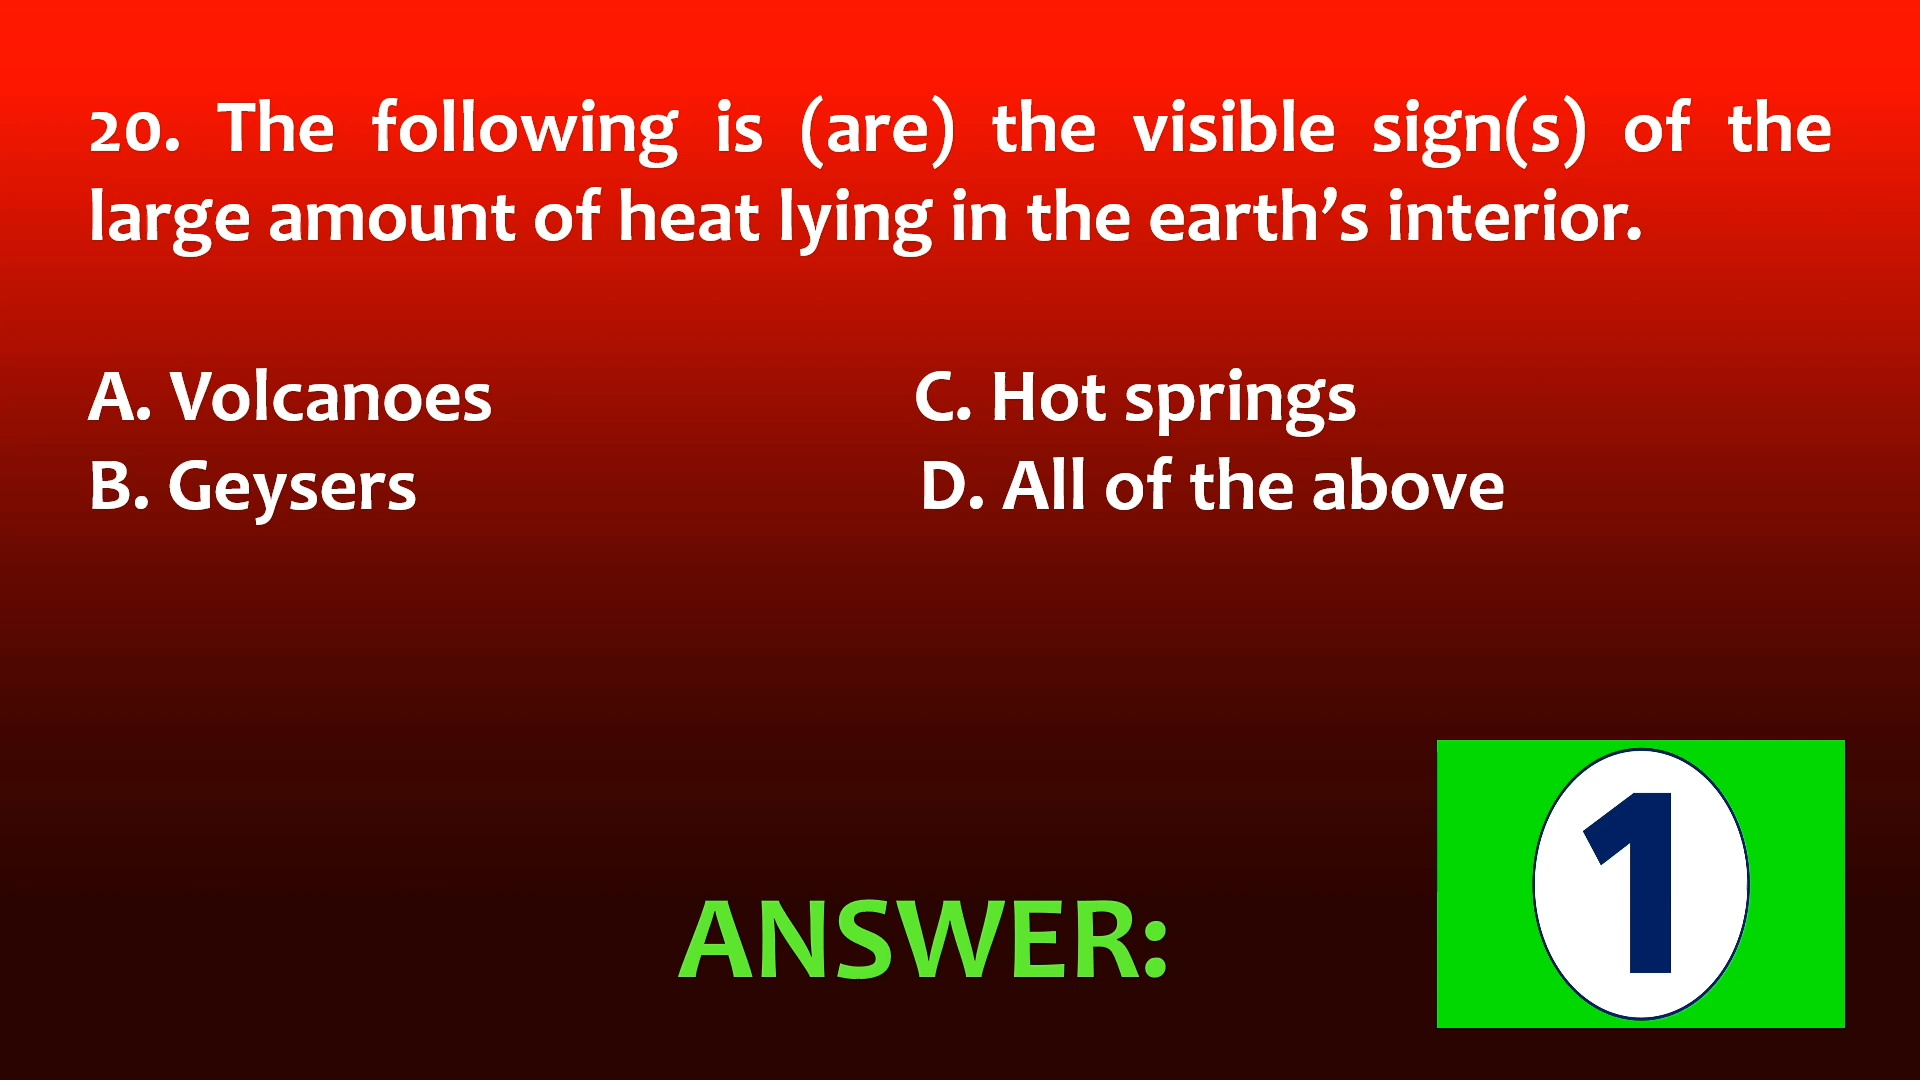 20. The following is (are) the visible sign(s) of the
large amount of heat lying in the earth’s interior.
A. Volcanoes
B. Geysers
C. Hot springs
D. All of the above
ANSWER:
1